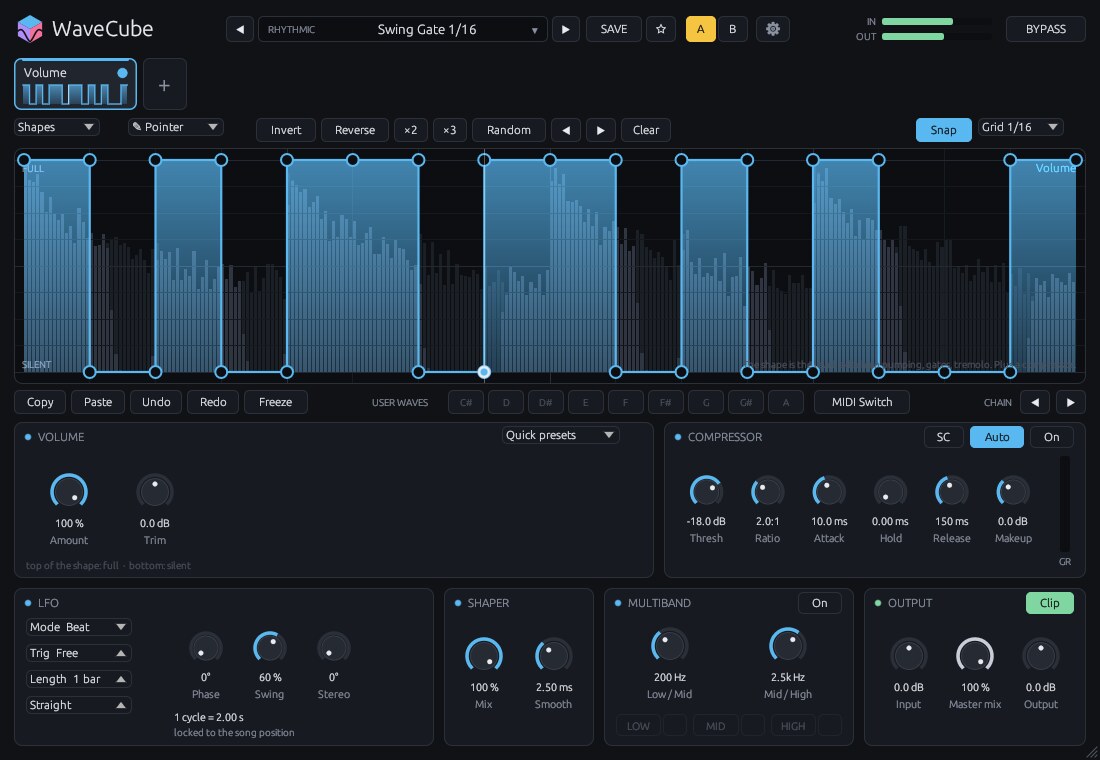 WaveCube
RHYTHMIC Swing Gate 1/16
SAVE
A B
IN
OUT
BYPASS
Volume
+
Shapes
Pointer
Invert Reverse ×2 ×3 Random Clear
Snap Grid 1/16
FULL
Volume
SILENT
shape is the pumping, gates, tremolo.
Copy Paste Undo Redo Freeze
USER WAVES C# D D# E F F# G G# A
MIDI Switch
CHAIN
VOLUME
Quick presets
100 % 0.0 dB
Amount Trim
top of the shape: full · bottom: silent
COMPRESSOR
SC Auto On
-18.0 dB 2.0:1 10.0 ms 0.00 ms 150 ms 0.0 dB
Thresh Ratio Attack Hold Release Makeup
GR
LFO
Mode Beat
Trig Free
Length 1 bar
Straight
0° 60 % 0°
Phase Swing Stereo
1 cycle = 2.00 s
locked to the song position
SHAPER
100 % 2.50 ms
Mix Smooth
MULTIBAND
On
200 Hz 2.5k Hz
Low / Mid Mid / High
LOW MID HIGH
OUTPUT
Clip
0.0 dB 100 % 0.0 dB
Input Master mix Output